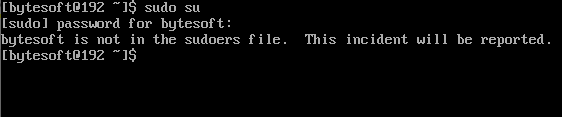 [bytesoft@192 ~]$ sudo su
[sudo] password for bytesoft:
bytesoft is not in the sudoers file.  This incident will be reported.
[bytesoft@192 ~]$